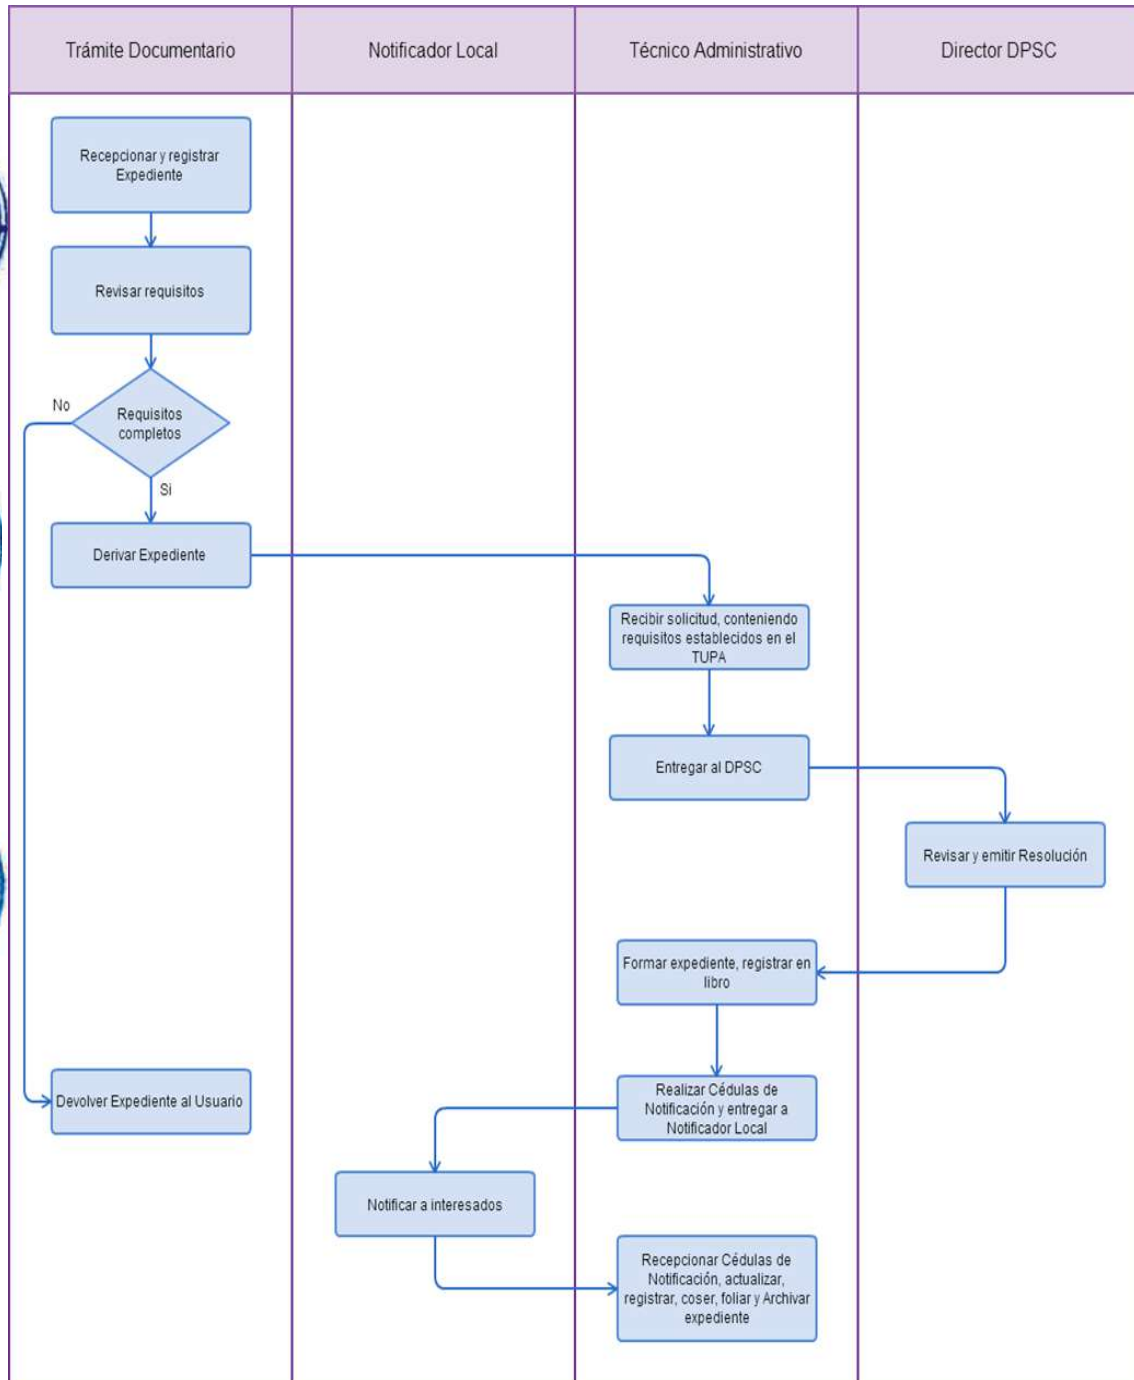 Trámite Documentario
Notificador Local
Técnico Administrativo
Director DPSC
Recepcionar y registrar
Expediente
Revisar requisitos
Requisitos
completos
No
Si
Derivar Expediente
Recibir solicitud, conteniendo
requisitos establecidos en el
TUPA
Entregar al DPSC
Revisar y emitir Resolución
Formar expediente, registrar en
libro
Devolver Expediente al Usuario
Realizar Cédulas de
Notificación y entregar a
Notificador Local
Notificar a interesados
Recepcionar Cédulas de
Notificación, actualizar,
registrar, coser, foliar y Archivar
expediente